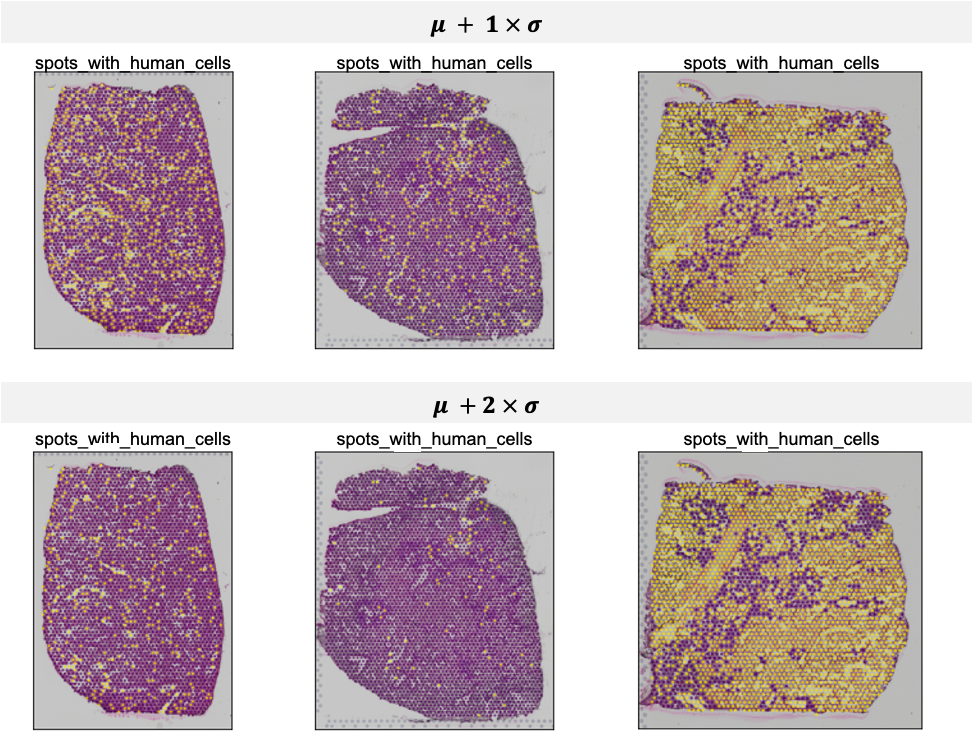 μ + 1 × σ
spots_with_human_cells spots_with_human_cells spots_with_human_cells
μ + 2 × σ
spots_with_human_cells spots_with_human_cells spots_with_human_cells